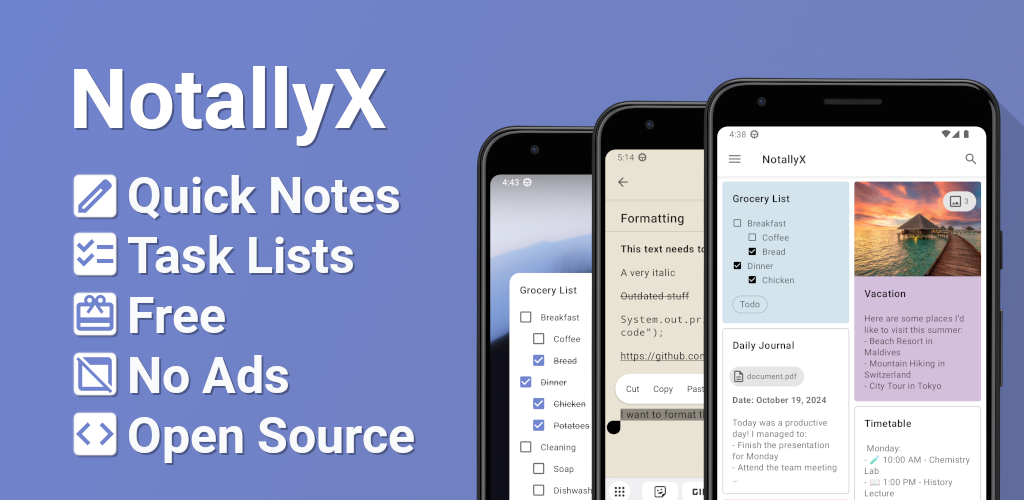 NotallyX
Quick Notes
Task Lists
Free
No Ads
Open Source
4:43
Grocery List
Breakfast
Coffee
Bread
Dinner
Chicken
Potatoes
Cleaning
Soap
5:14
Formatting
This text needs to
A very italic
Outdated stuff
System.out.
code");
https://github.com
Cut Copy
I want to format
4:38
NotallyX
Grocery List
Breakfast
Coffee
Bread
Dinner
Chicken
Todo
Daily Journal
document.pdf
Date: October 19, 2024
Today was a productive
day! I managed to:
- Finish the presentation
for Monday
- Attend the team meeting
...
3
Vacation
Here are some places I'd
like to visit this summer:
- Beach Resort in
Maldives
- Mountain Hiking in
Switzerland
- City Tour in Tokyo
Timetable
Monday:
- 🧪 10:00 AM - Chemistry
Lab
- 📖 1:00 PM - History
Lecture